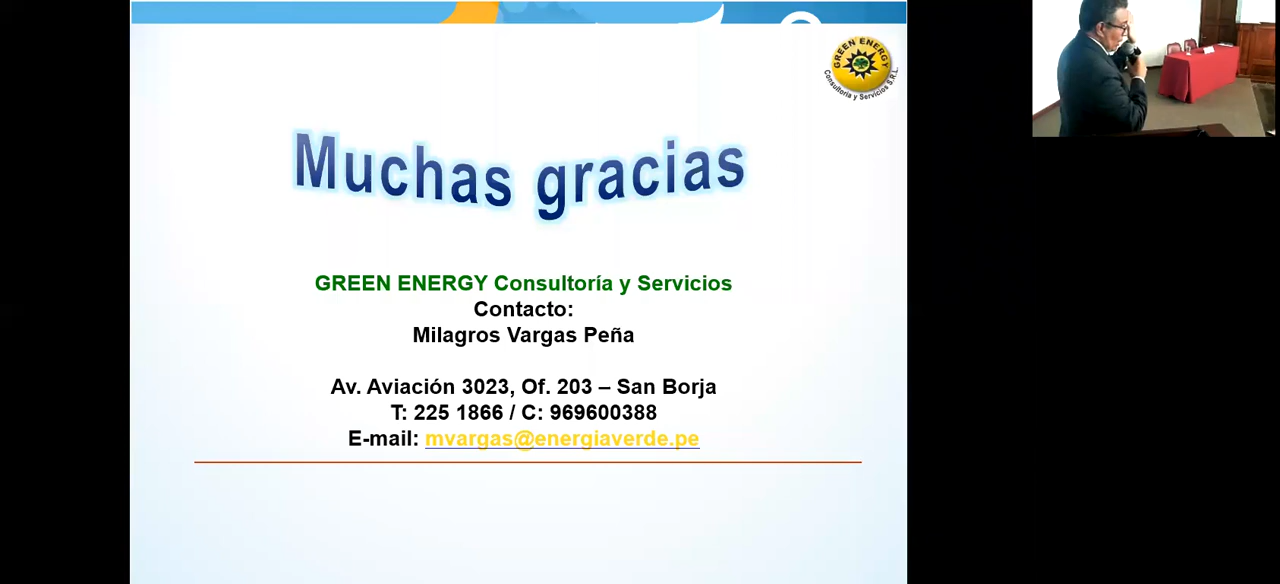 GREEN ENERGY
Consultoría y Servicios S.R.L.
Muchas gracias
GREEN ENERGY Consultoría y Servicios
Contacto:
Milagros Vargas Peña
Av. Aviación 3023, Of. 203 – San Borja
T: 225 1866 / C: 969600388
E-mail: mvargas@energiaverde.pe